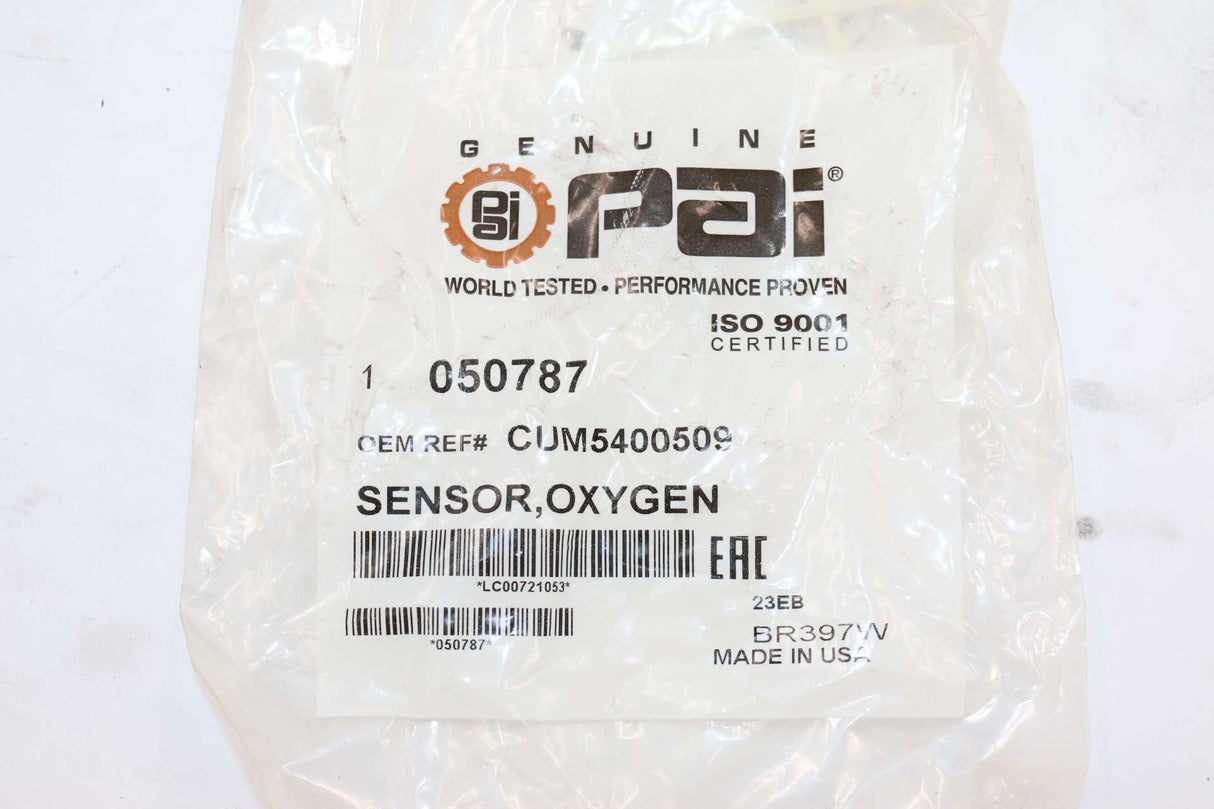 GENUINE
pai
pai®
WORLD TESTED • PERFORMANCE PROVEN
ISO 9001
CERTIFIED
1 050787
OEM REF# CUM5400509
SENSOR,OXYGEN
EAC
*LC00721053*
23EB
*050787*
BR397W
MADE IN USA